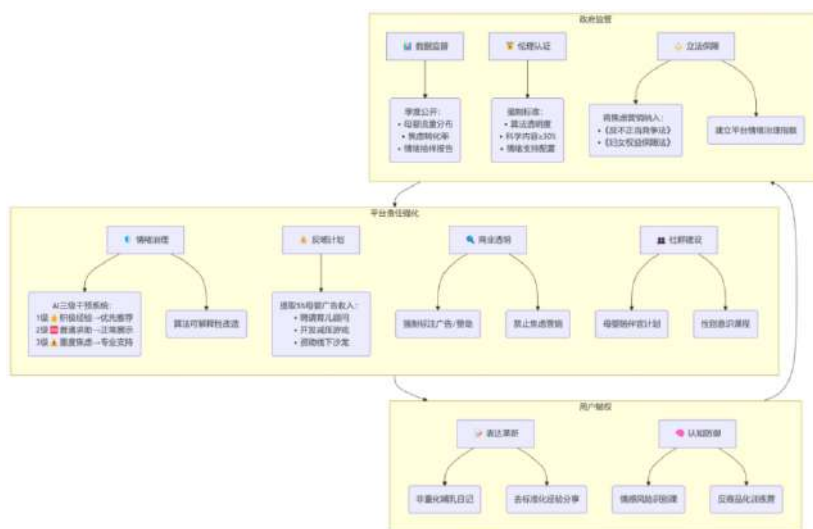 政府监管
数据监督
伦理认证
立法保障
季度公开：
• 母婴流量分布
• 焦虑转化率
• 情绪抽样报告
强制标准：
• 算法透明度
• 科学内容≥30%
• 情绪支持配置
将焦虑营销纳入：
• 《反不正当竞争法》
• 《妇女权益保障法》
建立平台情绪治理指数
平台责任强化
情绪治理
反哺计划
商业透明
社群建设
AI三级干预系统：
1级 积极经验→优先推荐
2级 普通求助→正常展示
3级 重度焦虑→专业支持
算法可解释性改造
提取5%母婴广告收入：
• 聘请育儿顾问
• 开发减压游戏
• 资助线下沙龙
强制标注广告/赞助
禁止焦虑营销
母婴陪伴官计划
性别意识课程
用户赋权
表达革新
认知防御
非量化哺乳日记
去标准化经验分享
情感风险识别课
反商品化训练营